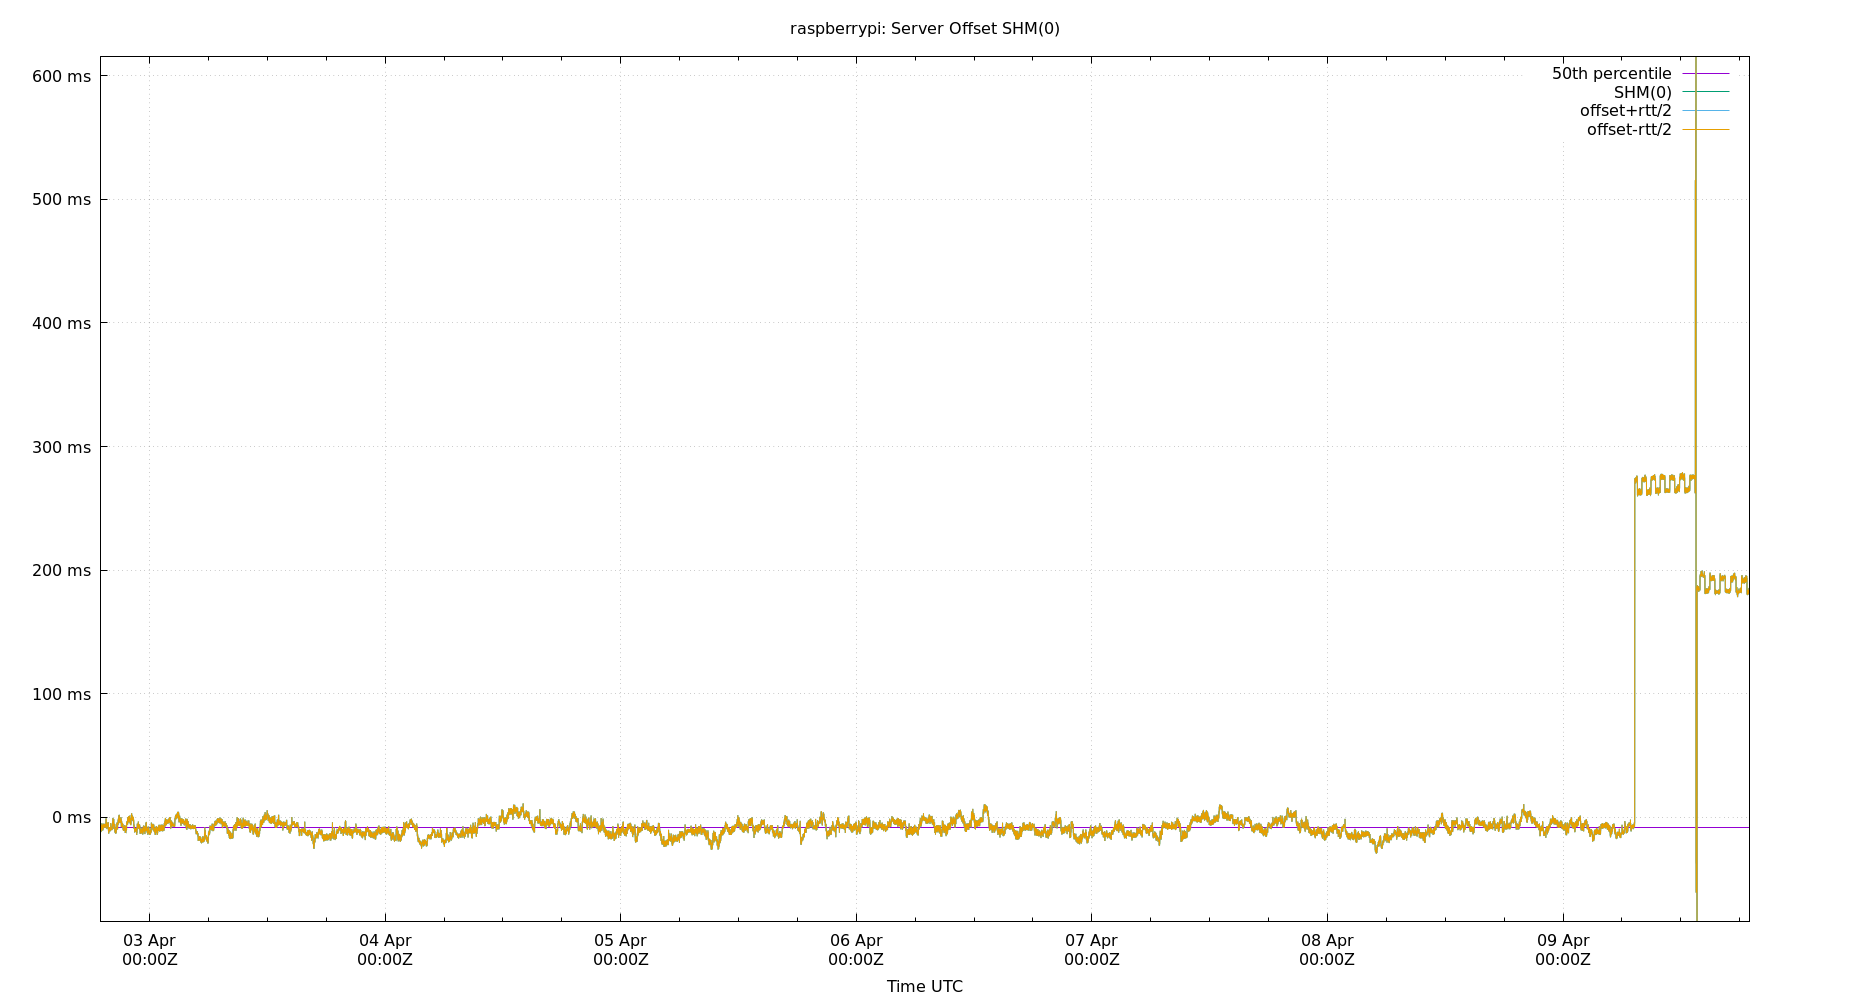 raspberrypi: Server Offset SHM(0)
600 ms
500 ms
400 ms
300 ms
200 ms
100 ms
0 ms
50th percentile
SHM(0)
offset+rtt/2
offset-rtt/2
03 Apr 04 Apr 05 Apr 06 Apr 07 Apr 08 Apr 09 Apr
00:00Z 00:00Z 00:00Z 00:00Z 00:00Z 00:00Z 00:00Z
Time UTC